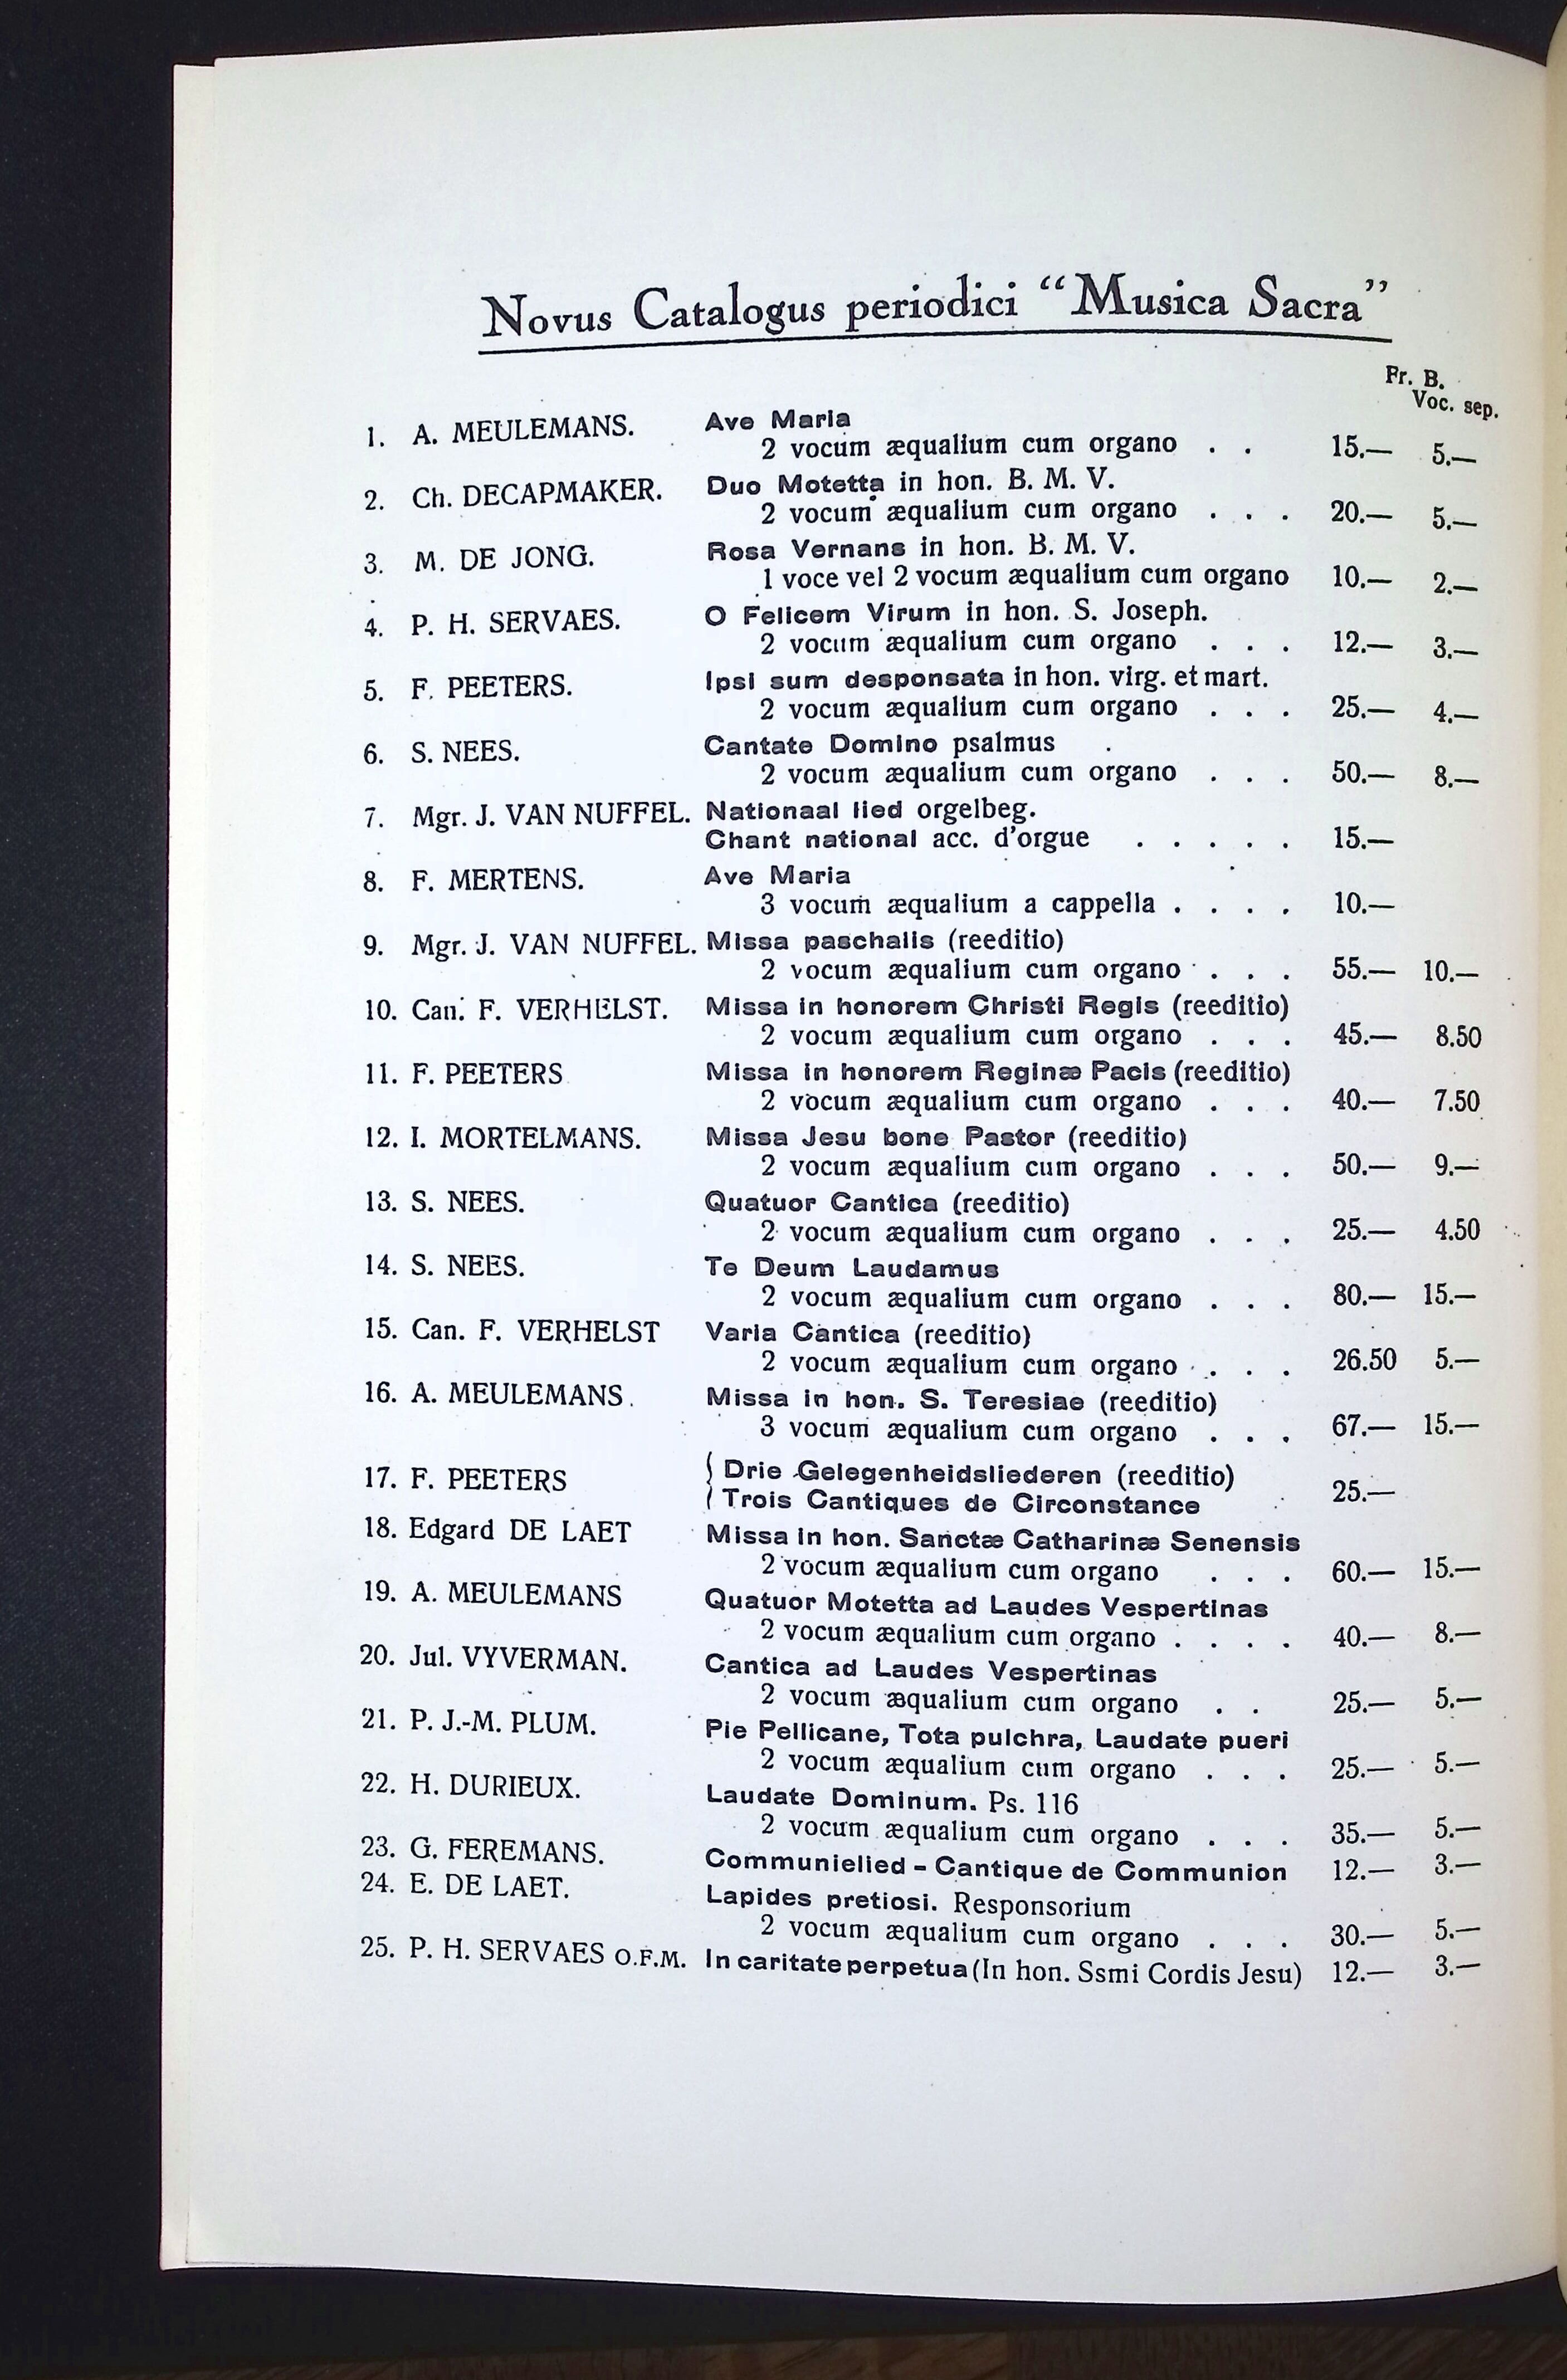 Novus Catalogus periodici “Musica Sacra”
Fr. B.
Voc. sep.
1. A. MEULEMANS. Ave Maria
2 vocum æqualium cum organo . . 15.— 5.—
2. Ch. DECAPMAKER. Duo Motetta in hon. B. M. V.
2 vocum æqualium cum organo . . . 20.— 5.—
3. M. DE JONG. Rosa Vernans in hon. B. M. V.
1 voce vel 2 vocum æqualium cum organo 10.— 2.—
4. P. H. SERVAES. O Felicem Virum in hon. S. Joseph.
2 vocum æqualium cum organo . . . 12.— 3.—
5. F. PEETERS. Ipsi sum desponsata in hon. virg. et mart.
2 vocum æqualium cum organo . . . 25.— 4.—
6. S. NEES. Cantate Domino psalmus
2 vocum æqualium cum organo . . . 50.— 8.—
7. Mgr. J. VAN NUFFEL. Nationaal lied orgelbeg.
Chant national acc. d'orgue . . . . . 15.—
8. F. MERTENS. Ave Maria
3 vocum æqualium a cappella . . . . 10.—
9. Mgr. J. VAN NUFFEL. Missa paschalis (reeditio)
2 vocum æqualium cum organo . . . 55.— 10.—
10. Can. F. VERHELST. Missa in honorem Christi Regis (reeditio)
2 vocum æqualium cum organo . . . 45.— 8.50
11. F. PEETERS Missa in honorem Reginæ Pacis (reeditio)
2 vocum æqualium cum organo . . . 40.— 7.50
12. I. MORTELMANS. Missa Jesu bone Pastor (reeditio)
2 vocum æqualium cum organo . . . 50.— 9.—
13. S. NEES. Quatuor Cantica (reeditio)
2 vocum æqualium cum organo . . . 25.— 4.50
14. S. NEES. Te Deum Laudamus
2 vocum æqualium cum organo . . . 80.— 15.—
15. Can. F. VERHELST Varia Cantica (reeditio)
2 vocum æqualium cum organo . . . 26.50 5.—
16. A. MEULEMANS. Missa in hon. S. Teresiae (reeditio)
3 vocum æqualium cum organo . . . 67.— 15.—
17. F. PEETERS { Drie Gelegenheidsliederen (reeditio)
Trois Cantiques de Circonstance 25.—
18. Edgard DE LAET Missa in hon. Sanctæ Catharinæ Senensis
2 vocum æqualium cum organo . . . 60.— 15.—
19. A. MEULEMANS Quatuor Motetta ad Laudes Vespertinas
2 vocum æqualium cum organo . . . . 40.— 8.—
20. Jul. VYVERMAN. Cantica ad Laudes Vespertinas
2 vocum æqualium cum organo . . 25.— 5.—
21. P. J.-M. PLUM. Pie Pellicane, Tota pulchra, Laudate pueri
2 vocum æqualium cum organo . . . 25.— 5.—
22. H. DURIEUX. Laudate Dominum. Ps. 116
2 vocum æqualium cum organo . . . 35.— 5.—
23. G. FEREMANS. Communielied - Cantique de Communion 12.— 3.—
24. E. DE LAET. Lapides pretiosi. Responsorium
2 vocum æqualium cum organo . . . 30.— 5.—
25. P. H. SERVAES O.F.M. In caritate perpetua (In hon. Ssmi Cordis Jesu) 12.— 3.—